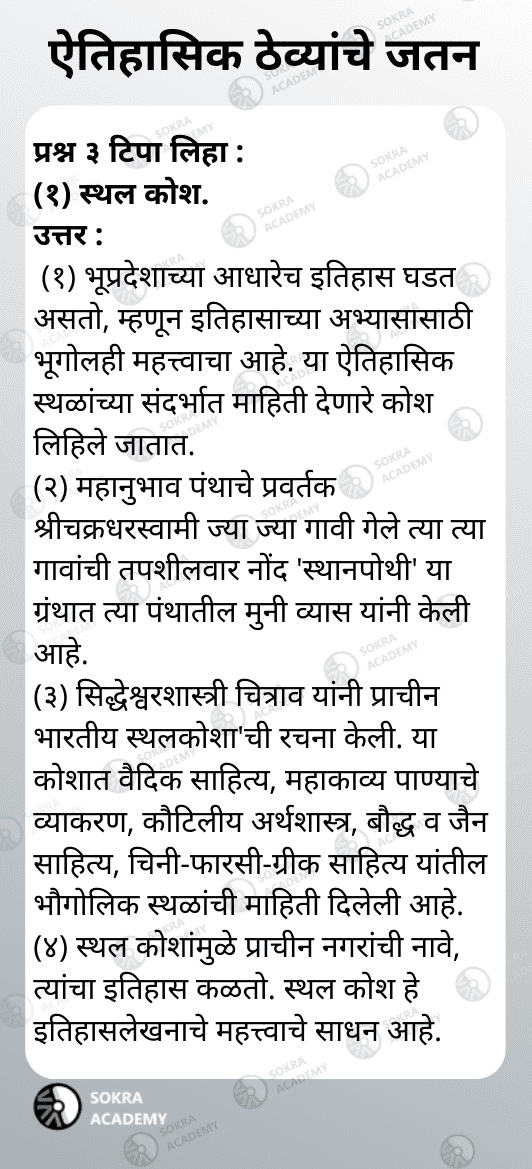 ऐतिहासिक ठेव्यांचे जतन
प्रश्न ३ टिपा लिहा :
(१) स्थल कोश.
उत्तर :
(१) भूप्रदेशाच्या आधारेच इतिहास घडत
असतो, म्हणून इतिहासाच्या अभ्यासासाठी
भूगोलही महत्त्वाचा आहे. या ऐतिहासिक
स्थळांच्या संदर्भात माहिती देणारे कोश
लिहिले जातात.
(२) महानुभाव पंथाचे प्रवर्तक
श्रीचक्रधरस्वामी ज्या ज्या गावी गेले त्या त्या
गावांची तपशीलवार नोंद 'स्थानपोथी' या
ग्रंथात त्या पंथातील मुनी व्यास यांनी केली
आहे.
(३) सिद्धेश्वरशास्त्री चित्राव यांनी प्राचीन
भारतीय स्थलकोशा'ची रचना केली. या
कोशात वैदिक साहित्य, महाकाव्य पाण्याचे
व्याकरण, कौटिलीय अर्थशास्त्र, बौद्ध व जैन
साहित्य, चिनी-फारसी-ग्रीक साहित्य यांतील
भौगोलिक स्थळांची माहिती दिलेली आहे.
(४) स्थल कोशांमुळे प्राचीन नगरांची नावे,
त्यांचा इतिहास कळतो. स्थल कोश हे
इतिहासलेखनाचे महत्त्वाचे साधन आहे.
SOKRA
ACADEMY